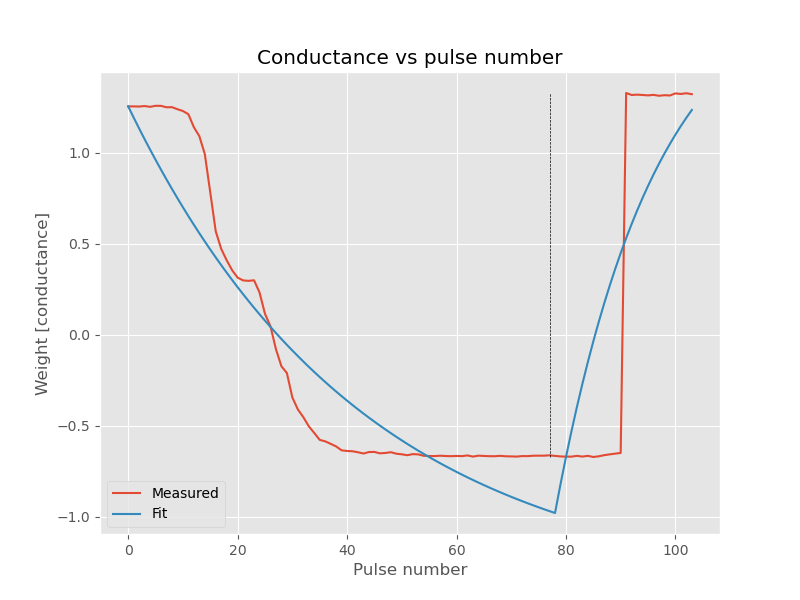 Conductance vs pulse number
Weight [conductance]
1.0
0.5
0.0
−0.5
−1.0
Measured
Fit
0 20 40 60 80 100
Pulse number